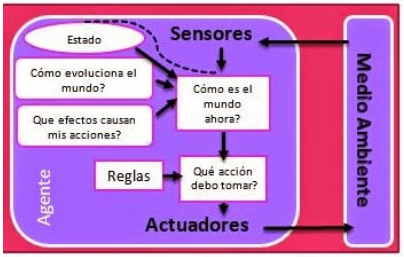 Estado
Sensores
Cómo evoluciona el
mundo?
Cómo es el
mundo
ahora?
Que efectos causan
mis acciones?
Reglas
Qué acción
debo tomar?
Actuadores
Agente
Medio Ambiente